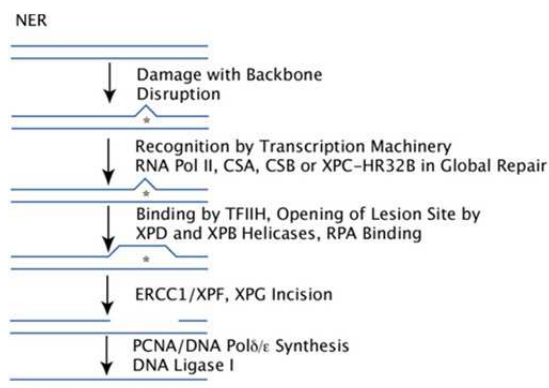 NER
Damage with Backbone
Disruption
Recognition by Transcription Machinery
RNA Pol II, CSA, CSB or XPC-HR32B in Global Repair
Binding by TFIIH, Opening of Lesion Site by
XPD and XPB Helicases, RPA Binding
ERCC1/XPF, XPG Incision
PCNA/DNA Polδ/ε Synthesis
DNA Ligase I